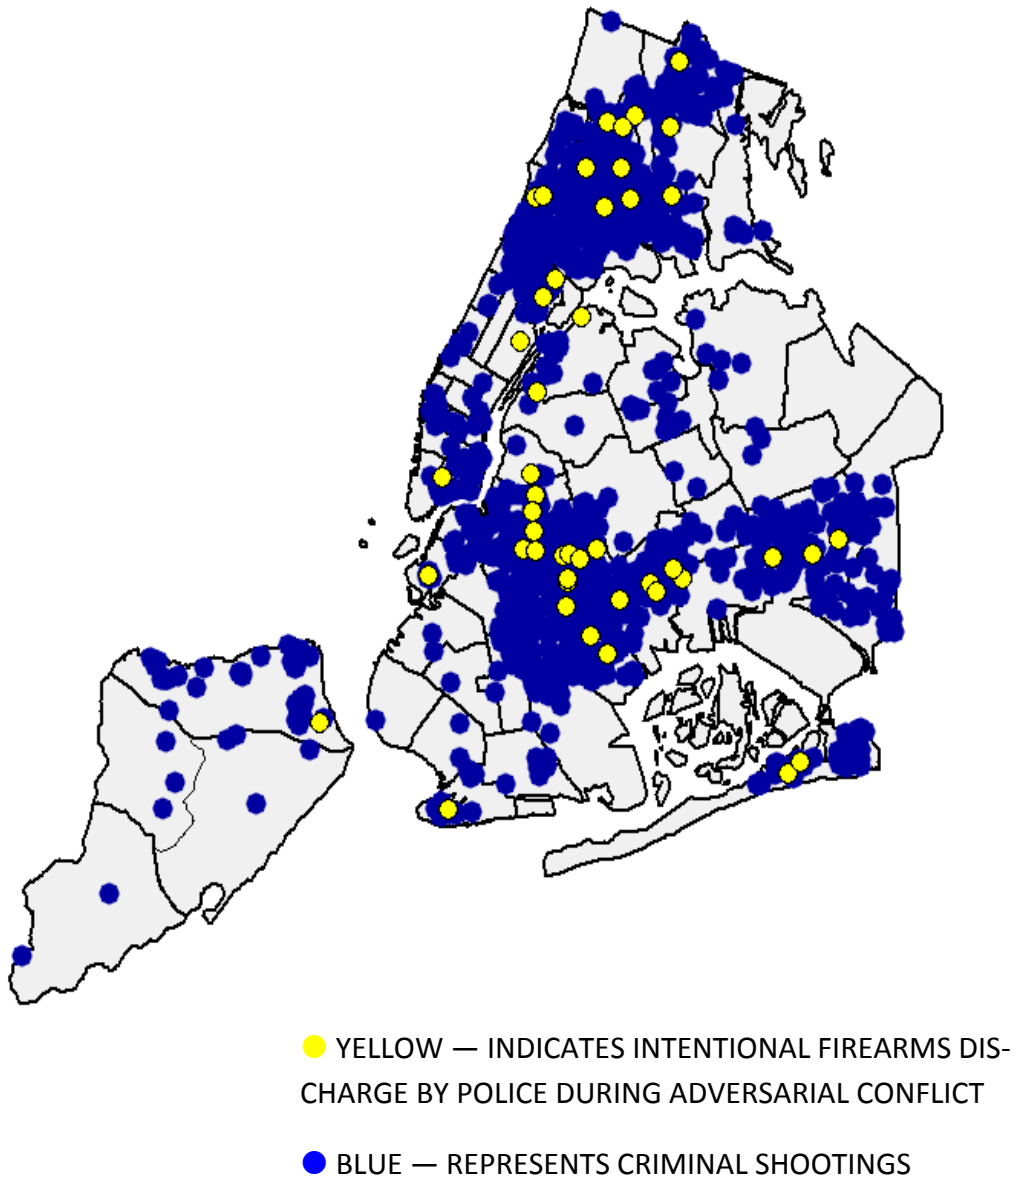 YELLOW — INDICATES INTENTIONAL FIREARMS DIS-
CHARGE BY POLICE DURING ADVERSARIAL CONFLICT
BLUE — REPRESENTS CRIMINAL SHOOTINGS